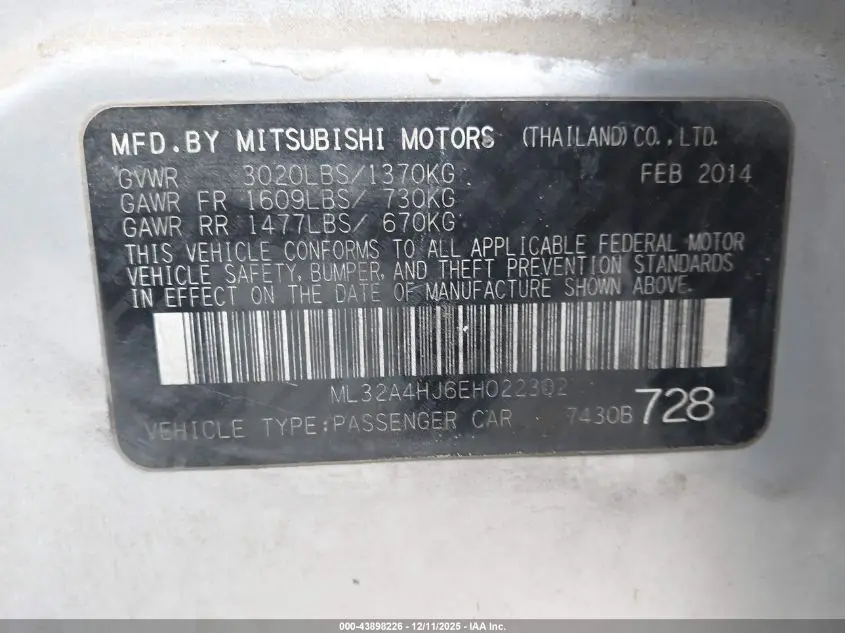 MFD.BY MITSUBISHI MOTORS (THAILAND) CO.,LTD.
GVWR 3020LBS/1370KG FEB 2014
GAWR FR 1609LBS/ 730KG
GAWR RR 1477LBS/ 670KG
THIS VEHICLE CONFORMS TO ALL APPLICABLE FEDERAL MOTOR
VEHICLE SAFETY, BUMPER, AND THEFT PREVENTION STANDARDS
IN EFFECT ON THE DATE OF MANUFACTURE SHOWN ABOVE.
ML32A4HJ6EH022302
VEHICLE TYPE:PASSENGER CAR 7430B 728
000-43898226 - 12/11/2025 - IAA Inc.